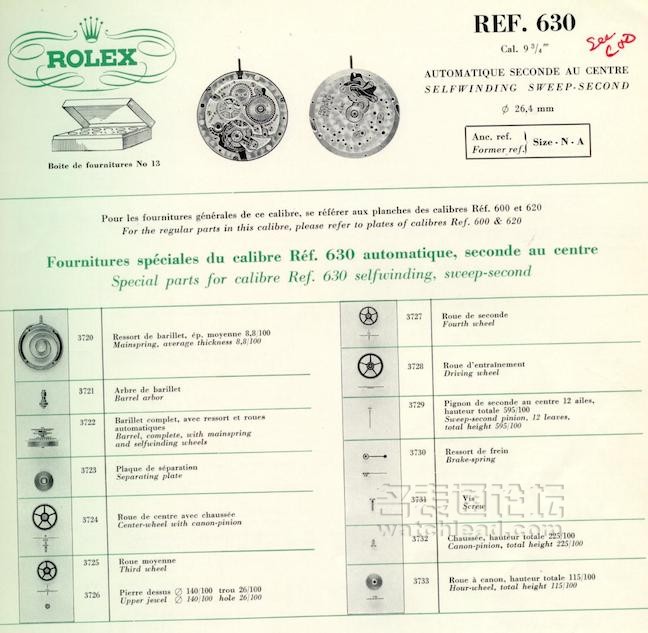 ROLEX
REF. 630
See
600
Cal. 9 3/4'''
AUTOMATIQUE SECONDE AU CENTRE
SELFWINDING SWEEP-SECOND
∅ 26,4 mm
Anc. ref.
Former ref.
Size - N - A
Boite de fournitures No 13
Pour les fournitures générales de ce calibre, se référer aux planches des calibres Réf. 600 et 620
For the regular parts in this calibre, please refer to plates of calibres Ref. 600 & 620
Fournitures spéciales du calibre Réf. 630 automatique, seconde au centre
Special parts for calibre Ref. 630 selfwinding, sweep-second
3720
Ressort de barillet, ép. moyenne 8,8/100
Mainspring, average thickness 8,8/100
3721
Arbre de barillet
Barrel arbor
3722
Barillet complet, avec ressort et roues
automatiques
Barrel, complete, with mainspring
and selfwinding wheels
3723
Plaque de séparation
Separating plate
3724
Roue de centre avec chaussée
Center-wheel with canon-pinion
3725
Roue moyenne
Third wheel
3726
Pierre dessus ∅ 140/100 trou 26/100
Upper jewel ∅ 140/100 hole 26/100
3727
Roue de seconde
Fourth wheel
3728
Roue d'entraînement
Driving wheel
3729
Pignon de seconde au centre 12 ailes,
hauteur totale 595/100
Sweep-second pinion, 12 leaves,
total height 595/100
3730
Ressort de frein
Brake-spring
3731
Vis
Screw
3732
Chaussée, hauteur totale 225/100
Canon-pinion, total height 225/100
3733
Roue à canon, hauteur totale 115/100
Hour-wheel, total height 115/100
名表图论坛
watchlead.com